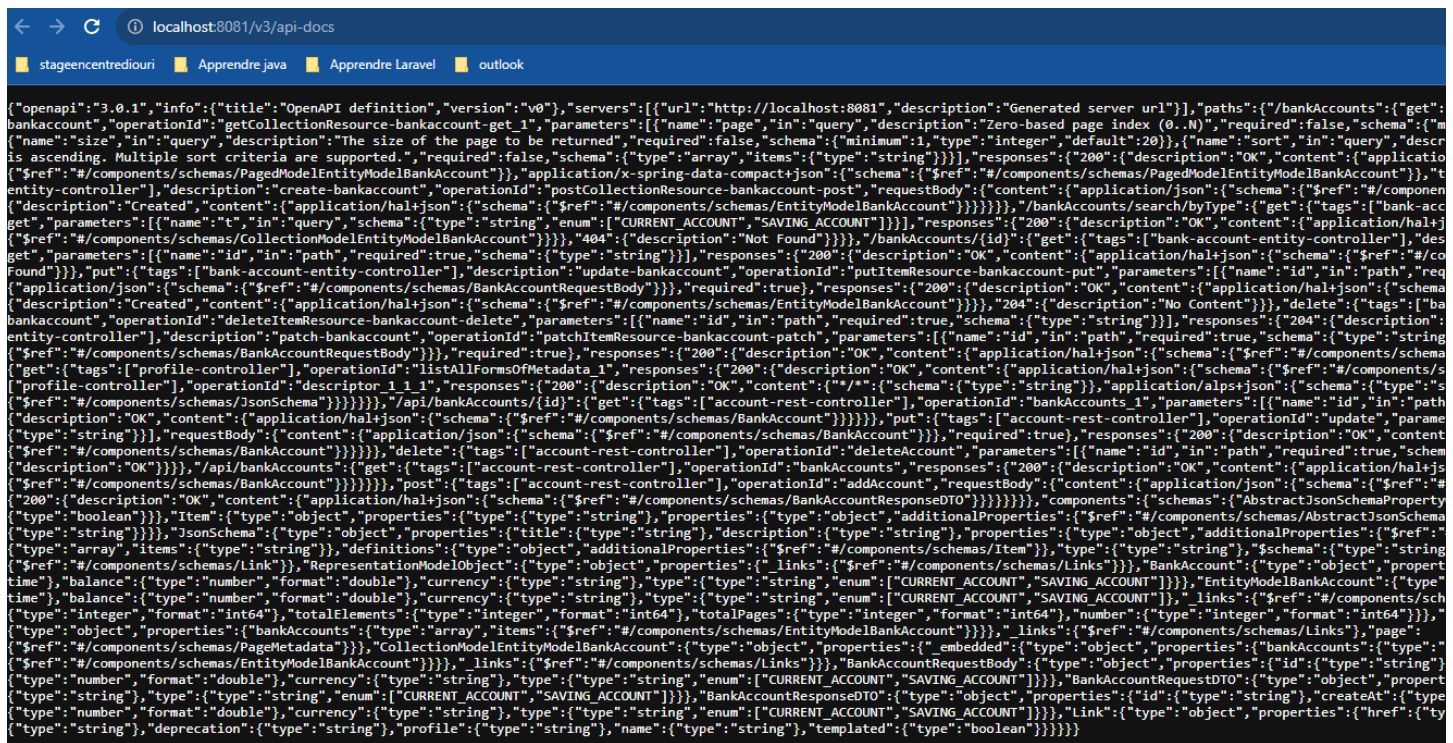 localhost:8081/v3/api-docs
stageencentrediouri Apprendre java Apprendre Laravel outlook
{"openapi":"3.0.1","info":{"title":"OpenAPI definition","version":"v0"},"servers":[{"url":"http://localhost:8081","description":"Generated server url"}],"paths":{"/bankAccounts":{"get":
bankaccount","operationId":"getCollectionResource-bankaccount-get_1","parameters":[{"name":"page","in":"query","description":"Zero-based page index (0..N)","required":false,"schema":{"m
{"name":"size","in":"query","description":"The size of the page to be returned","required":false,"schema":{"minimum":1,"type":"integer","default":20}},{"name":"sort","in":"query","descr
is ascending. Multiple sort criteria are supported.","required":false,"schema":{"type":"array","items":{"type":"string"}}}],"responses":{"200":{"description":"OK","content":{"applicatio
{"$ref":"#/components/schemas/PagedModelEntityModelBankAccount"}},"application/x-spring-data-compact+json":{"schema":{"$ref":"#/components/schemas/PagedModelEntityModelBankAccount"}},"t
entity-controller"],"description":"create-bankaccount","operationId":"postCollectionResource-bankaccount-post","requestBody":{"content":{"application/json":{"schema":{"$ref":"#/componen
{"description":"Created","content":{"application/hal+json":{"schema":{"$ref":"#/components/schemas/EntityModelBankAccount"}}}}}}},"/bankAccounts/search/byType":{"get":{"tags":["bank-acc
get","parameters":[{"name":"t","in":"query","schema":{"type":"string","enum":["CURRENT_ACCOUNT","SAVING_ACCOUNT"]}}],"responses":{"200":{"description":"OK","content":{"application/hal+j
{"$ref":"#/components/schemas/CollectionModelEntityModelBankAccount"}}}},"404":{"description":"Not Found"}}}},"/bankAccounts/{id}":{"get":{"tags":["bank-account-entity-controller"],"des
get","parameters":[{"name":"id","in":"path","required":true,"schema":{"type":"string"}}],"responses":{"200":{"description":"OK","content":{"application/hal+json":{"schema":{"$ref":"#/co
Found"}}},"put":{"tags":["bank-account-entity-controller"],"description":"update-bankaccount","operationId":"putItemResource-bankaccount-put","parameters":[{"name":"id","in":"path","req
{"application/json":{"schema":{"$ref":"#/components/schemas/BankAccountRequestBody"}}},"required":true},"responses":{"200":{"description":"OK","content":{"application/hal+json":{"schema
{"description":"Created","content":{"application/hal+json":{"schema":{"$ref":"#/components/schemas/EntityModelBankAccount"}}}},"204":{"description":"No Content"}}},"delete":{"tags":["ba
bankaccount","operationId":"deleteItemResource-bankaccount-delete","parameters":[{"name":"id","in":"path","required":true,"schema":{"type":"string"}}],"responses":{"204":{"description":
entity-controller"],"description":"patch-bankaccount","operationId":"patchItemResource-bankaccount-patch","parameters":[{"name":"id","in":"path","required":true,"schema":{"type":"string
{"$ref":"#/components/schemas/BankAccountRequestBody"}}},"required":true},"responses":{"200":{"description":"OK","content":{"application/hal+json":{"schema":{"$ref":"#/components/schema
{"get":{"tags":["profile-controller"],"operationId":"listAllFormsOfMetadata_1","responses":{"200":{"description":"OK","content":{"application/hal+json":{"schema":{"$ref":"#/components/s
["profile-controller"],"operationId":"descriptor_1_1_1","responses":{"200":{"description":"OK","content":{"*/*":{"schema":{"type":"string"}},"application/alps+json":{"schema":{"type":"s
{"$ref":"#/components/schemas/JsonSchema"}}}}}}},"/api/bankAccounts/{id}":{"get":{"tags":["account-rest-controller"],"operationId":"bankAccounts_1","parameters":[{"name":"id","in":"path
{"description":"OK","content":{"application/hal+json":{"schema":{"$ref":"#/components/schemas/BankAccount"}}}}}},"put":{"tags":["account-rest-controller"],"operationId":"update","parame
{"type":"string"}}],"requestBody":{"content":{"application/json":{"schema":{"$ref":"#/components/schemas/BankAccount"}}},"required":true},"responses":{"200":{"description":"OK","content
{"$ref":"#/components/schemas/BankAccount"}}}}}},"delete":{"tags":["account-rest-controller"],"operationId":"deleteAccount","parameters":[{"name":"id","in":"path","required":true,"schem
{"description":"OK"}}}},"/api/bankAccounts":{"get":{"tags":["account-rest-controller"],"operationId":"bankAccounts","responses":{"200":{"description":"OK","content":{"application/hal+js
{"$ref":"#/components/schemas/BankAccount"}}}}}}},"post":{"tags":["account-rest-controller"],"operationId":"addAccount","requestBody":{"content":{"application/json":{"schema":{"$ref":"#
{"200":{"description":"OK","content":{"application/hal+json":{"schema":{"$ref":"#/components/schemas/BankAccountResponseDTO"}}}}}}}},"components":{"schemas":{"AbstractJsonSchemaProperty
{"type":"boolean"}}},"Item":{"type":"object","properties":{"type":{"type":"string"},"properties":{"type":"object","additionalProperties":{"$ref":"#/components/schemas/AbstractJsonSchema
{"type":"string"}}}},"JsonSchema":{"type":"object","properties":{"title":{"type":"string"},"description":{"type":"string"},"properties":{"type":"object","additionalProperties":{"$ref":"
{"type":"array","items":{"type":"string"}},"definitions":{"type":"object","additionalProperties":{"$ref":"#/components/schemas/Item"}},"type":{"type":"string"},"$schema":{"type":"string
{"$ref":"#/components/schemas/Link"}},"RepresentationModelObject":{"type":"object","properties":{"_links":{"$ref":"#/components/schemas/Links"}}},"BankAccount":{"type":"object","propert
time"},"balance":{"type":"number","format":"double"},"currency":{"type":"string"},"type":{"type":"string","enum":["CURRENT_ACCOUNT","SAVING_ACCOUNT"]}}},"EntityModelBankAccount":{"type"
time"},"balance":{"type":"number","format":"double"},"currency":{"type":"string"},"type":{"type":"string","enum":["CURRENT_ACCOUNT","SAVING_ACCOUNT"]},"_links":{"$ref":"#/components/sch
{"type":"integer","format":"int64"},"totalElements":{"type":"integer","format":"int64"},"totalPages":{"type":"integer","format":"int64"},"number":{"type":"integer","format":"int64"}}},"
{"type":"object","properties":{"bankAccounts":{"type":"array","items":{"$ref":"#/components/schemas/EntityModelBankAccount"}}}},"_links":{"$ref":"#/components/schemas/Links"},"page":
{"$ref":"#/components/schemas/PageMetadata"}}},"CollectionModelEntityModelBankAccount":{"type":"object","properties":{"_embedded":{"type":"object","properties":{"bankAccounts":{"type":"
{"$ref":"#/components/schemas/EntityModelBankAccount"}}}},"_links":{"$ref":"#/components/schemas/Links"}}},"BankAccountRequestBody":{"type":"object","properties":{"id":{"type":"string"}
{"type":"number","format":"double"},"currency":{"type":"string"},"type":{"type":"string","enum":["CURRENT_ACCOUNT","SAVING_ACCOUNT"]}}},"BankAccountRequestDTO":{"type":"object","propert
{"type":"string"},"type":{"type":"string","enum":["CURRENT_ACCOUNT","SAVING_ACCOUNT"]}}},"BankAccountResponseDTO":{"type":"object","properties":{"id":{"type":"string"},"createAt":{"type
{"type":"number","format":"double"},"currency":{"type":"string"},"type":{"type":"string","enum":["CURRENT_ACCOUNT","SAVING_ACCOUNT"]}}},"Link":{"type":"object","properties":{"href":{"ty
{"type":"string"},"deprecation":{"type":"string"},"profile":{"type":"string"},"name":{"type":"string"},"templated":{"type":"boolean"}}}}}}